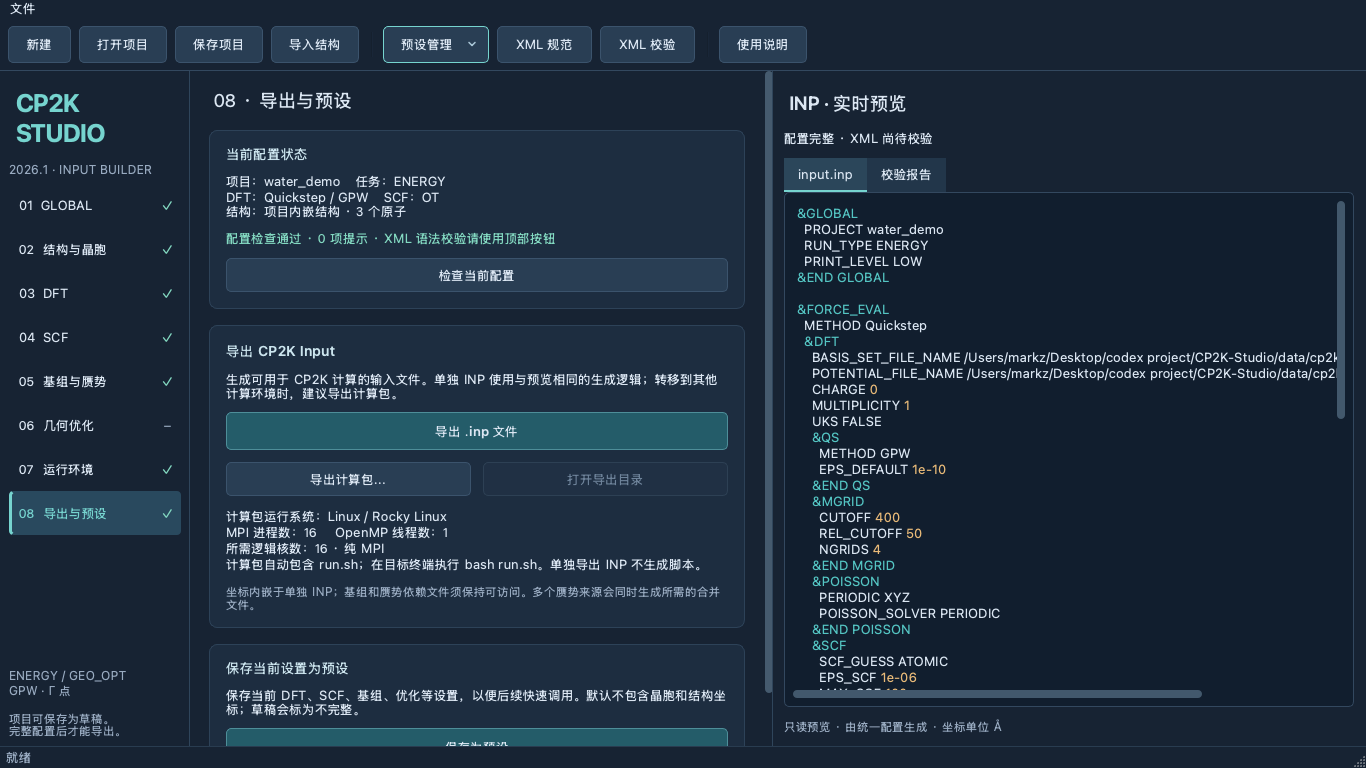 文件
新建
打开项目
保存项目
导入结构
预设管理
XML 规范
XML 校验
使用说明
CP2K
STUDIO
2026.1 · INPUT BUILDER
01 GLOBAL
02 结构与晶胞
03 DFT
04 SCF
05 基组与赝势
06 几何优化
07 运行环境
08 导出与预设
ENERGY / GEO_OPT
GPW · Γ 点
项目可保存为草稿。
完整配置后才能导出。
就绪
08 · 导出与预设
当前配置状态
项目：water_demo 任务：ENERGY
DFT：Quickstep / GPW SCF：OT
结构：项目内嵌结构 · 3 个原子
配置检查通过 · 0 项提示 · XML 语法校验请使用顶部按钮
检查当前配置
导出 CP2K Input
生成可用于 CP2K 计算的输入文件。单独 INP 使用与预览相同的生成逻辑；转移到其他
计算环境时，建议导出计算包。
导出 .inp 文件
导出计算包...
打开导出目录
计算包运行系统：Linux / Rocky Linux
MPI 进程数：16 OpenMP 线程数：1
所需逻辑核数：16 · 纯 MPI
计算包自动包含 run.sh；在目标终端执行 bash run.sh。单独导出 INP 不生成脚本。
坐标内嵌于单独 INP；基组和赝势依赖文件须保持可访问。多个赝势来源会同时生成所需的合并
文件。
保存当前设置为预设
保存当前 DFT、SCF、基组、优化等设置，以便后续快速调用。默认不包含晶胞和结构坐
标；草稿会标为不完整。
保存为预设
INP · 实时预览
配置完整 · XML 尚待校验
input.inp
校验报告
&GLOBAL
PROJECT water_demo
RUN_TYPE ENERGY
PRINT_LEVEL LOW
&END GLOBAL
&FORCE_EVAL
METHOD Quickstep
&DFT
BASIS_SET_FILE_NAME /Users/markz/Desktop/codex project/CP2K-Studio/data/cp2k
POTENTIAL_FILE_NAME /Users/markz/Desktop/codex project/CP2K-Studio/data/cp2
CHARGE 0
MULTIPLICITY 1
UKS FALSE
&QS
METHOD GPW
EPS_DEFAULT 1e-10
&END QS
&MGRID
CUTOFF 400
REL_CUTOFF 50
NGRIDS 4
&END MGRID
&POISSON
PERIODIC XYZ
POISSON_SOLVER PERIODIC
&END POISSON
&SCF
SCF_GUESS ATOMIC
EPS_SCF 1e-06
只读预览 · 由统一配置生成 · 坐标单位 Å